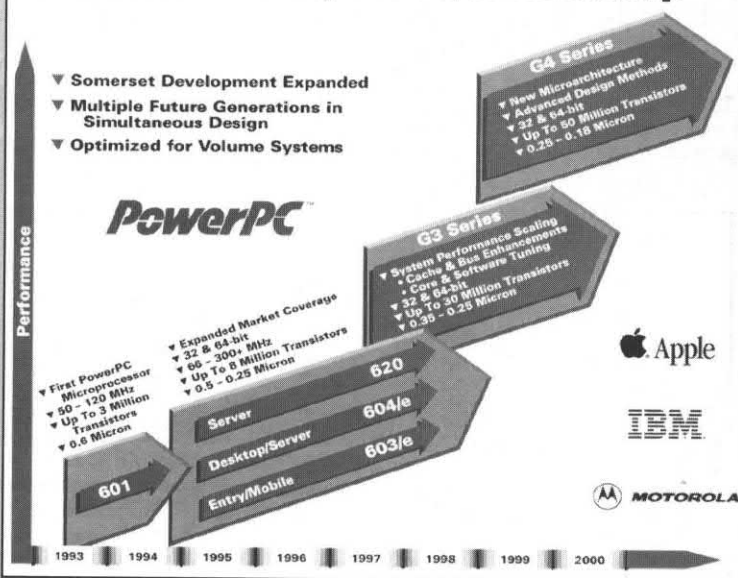 ▼ Somerset Development Expanded
▼ Multiple Future Generations in
Simultaneous Design
▼ Optimized for Volume Systems
PowerPC™
Performance
G4 Series
▼ New Microarchitecture
▼ Advanced Design Methods
▼ 32 & 64-bit
▼ Up To 50 Million Transistors
▼ 0.25 – 0.18 Micron
G3 Series
▼ System Performance Scaling
• Cache & Bus Enhancements
• Core & Software Tuning
▼ 32 & 64-bit
▼ Up To 30 Million Transistors
▼ 0.35 – 0.25 Micron
▼ Expanded Market Coverage
▼ 32 & 64-bit
▼ 66 – 300+ MHz
▼ Up To 8 Million Transistors
▼ 0.5 – 0.25 Micron
▼ First PowerPC
Microprocessor
▼ 50 – 120 MHz
▼ Up To 3 Million
Transistors
▼ 0.6 Micron
601
Server 620
Desktop/Server 604/e
Entry/Mobile 603/e
Apple
IBM
MOTOROLA
1993 1994 1995 1996 1997 1998 1999 2000